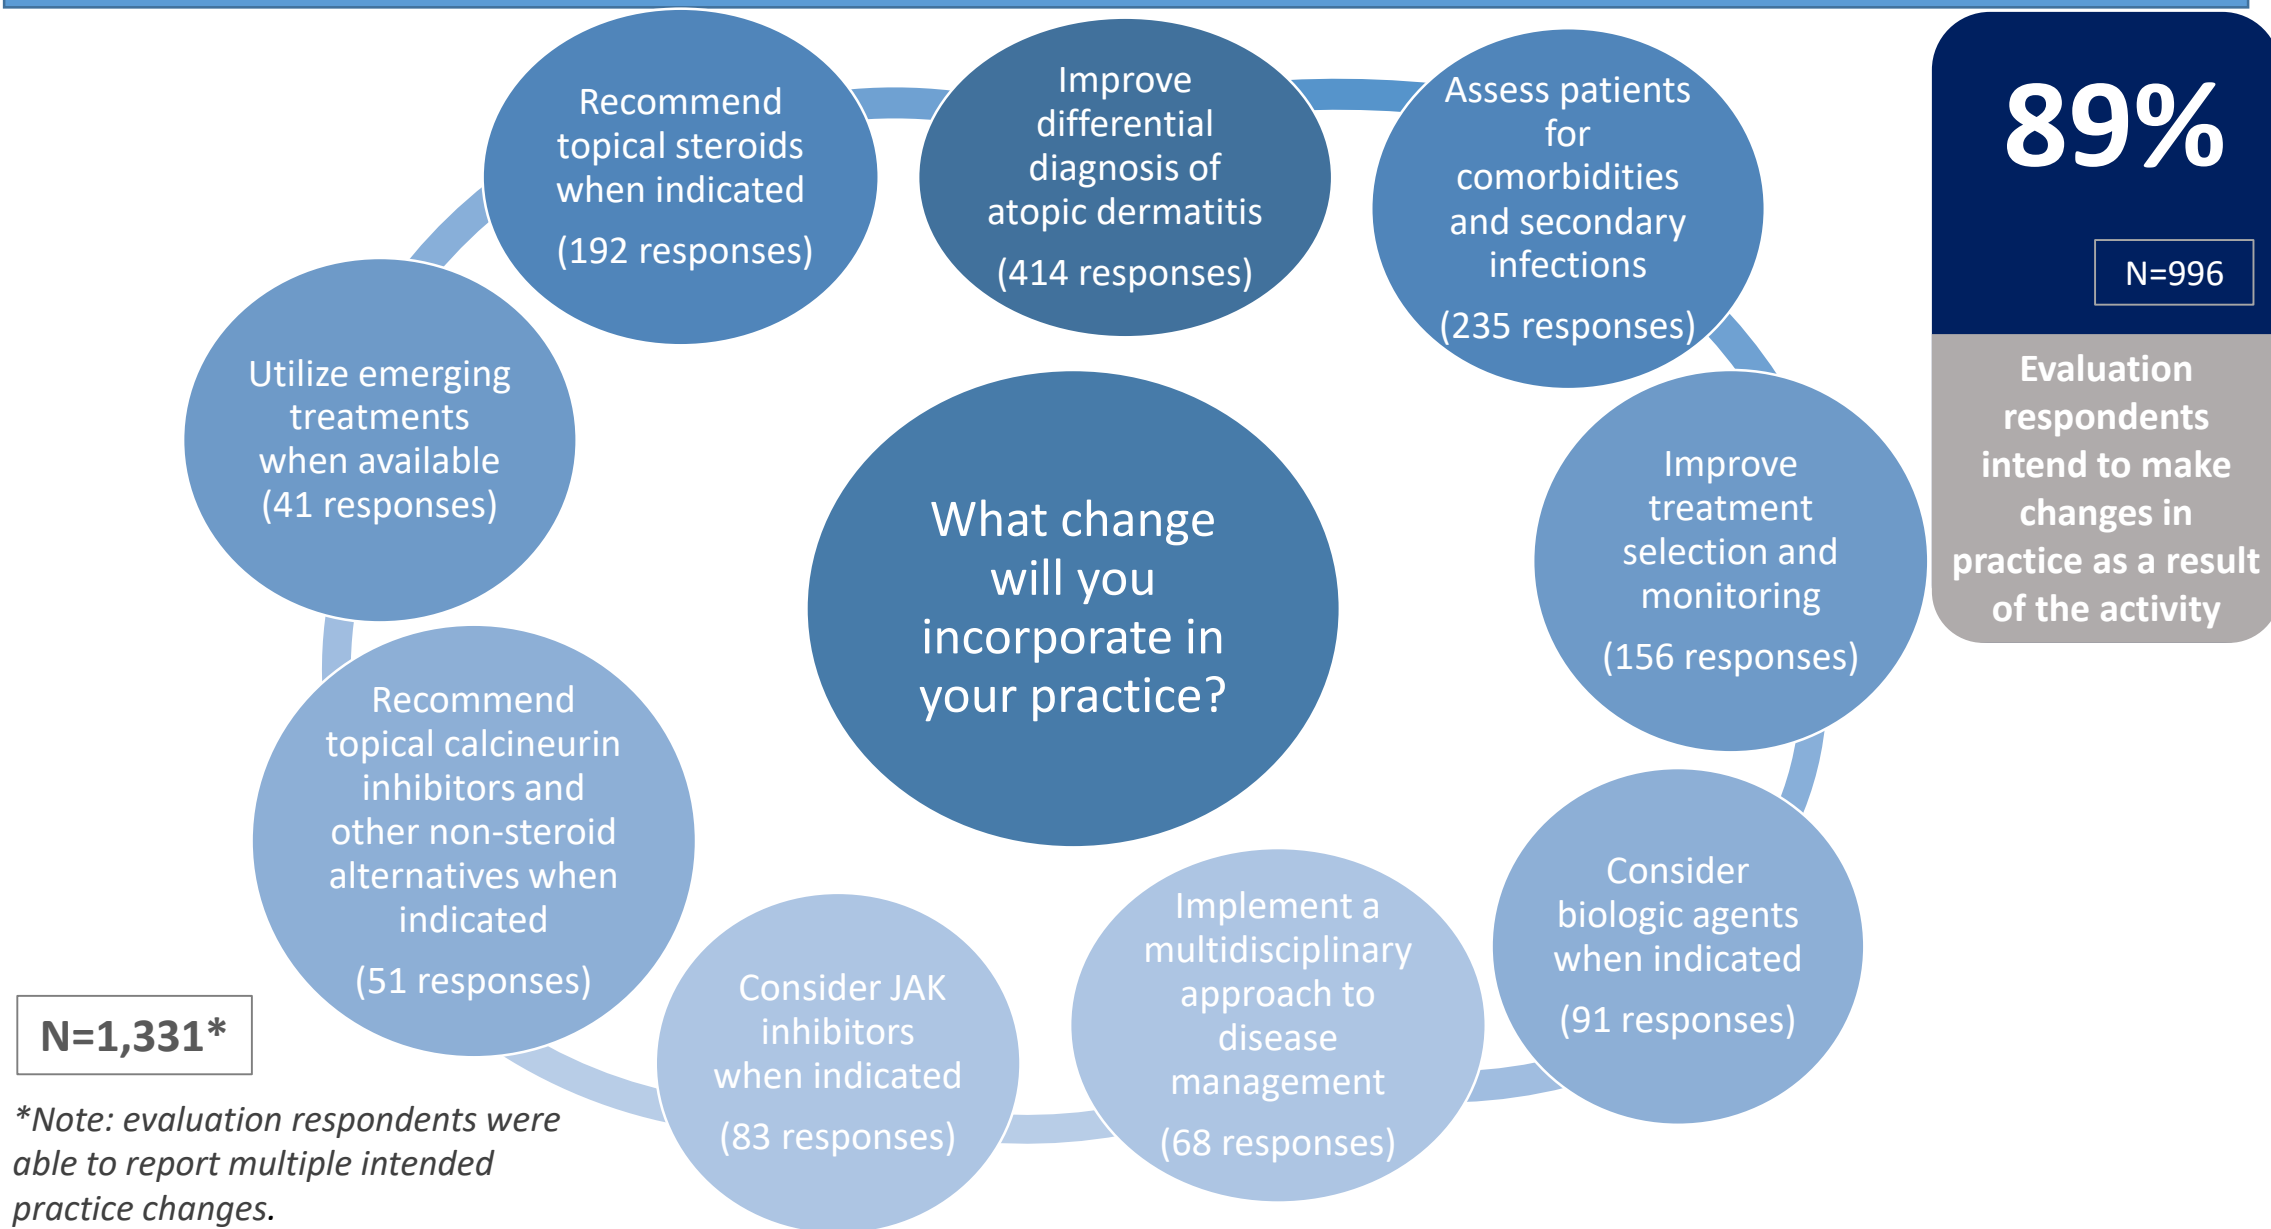 Improve
differential
diagnosis of
atopic dermatitis
(414 responses)
Assess patients
for
comorbidities
and secondary
infections
(235 responses)
Improve
treatment
selection and
monitoring
(156 responses)
Consider
biologic agents
when indicated
(91 responses)
Implement a
multidisciplinary
approach to
disease
management
(68 responses)
Consider JAK
inhibitors
when indicated
(83 responses)
Recommend
topical calcineurin
inhibitors and
other non-steroid
alternatives when
indicated
(51 responses)
Utilize emerging
treatments
when available
(41 responses)
Recommend
topical steroids
when indicated
(192 responses)
What change
will you
incorporate in
your practice?
89%
N=996
Evaluation
respondents
intend to make
changes in
practice as a result
of the activity
N=1,331*
*Note: evaluation respondents were
able to report multiple intended
practice changes.